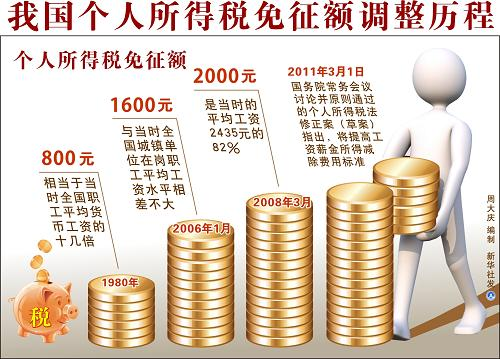 我国个人所得税免征额调整历程
个人所得税免征额
800元
相当于当
时全国职
工平均货
币工资的
十几倍
1980年
1600元
与当时全
国城镇单
位在岗职
工平均工
资水平相
差不大
2006年1月
2000元
是当时的
平均工资
2435元的
82%
2008年3月
2011年3月1日
国务院常务会议
讨论并原则通过
的个人所得税法
修正案（草案）
指出，将提高工
资薪金所得减
除费用标准
税
周大庆 编制 新华社发